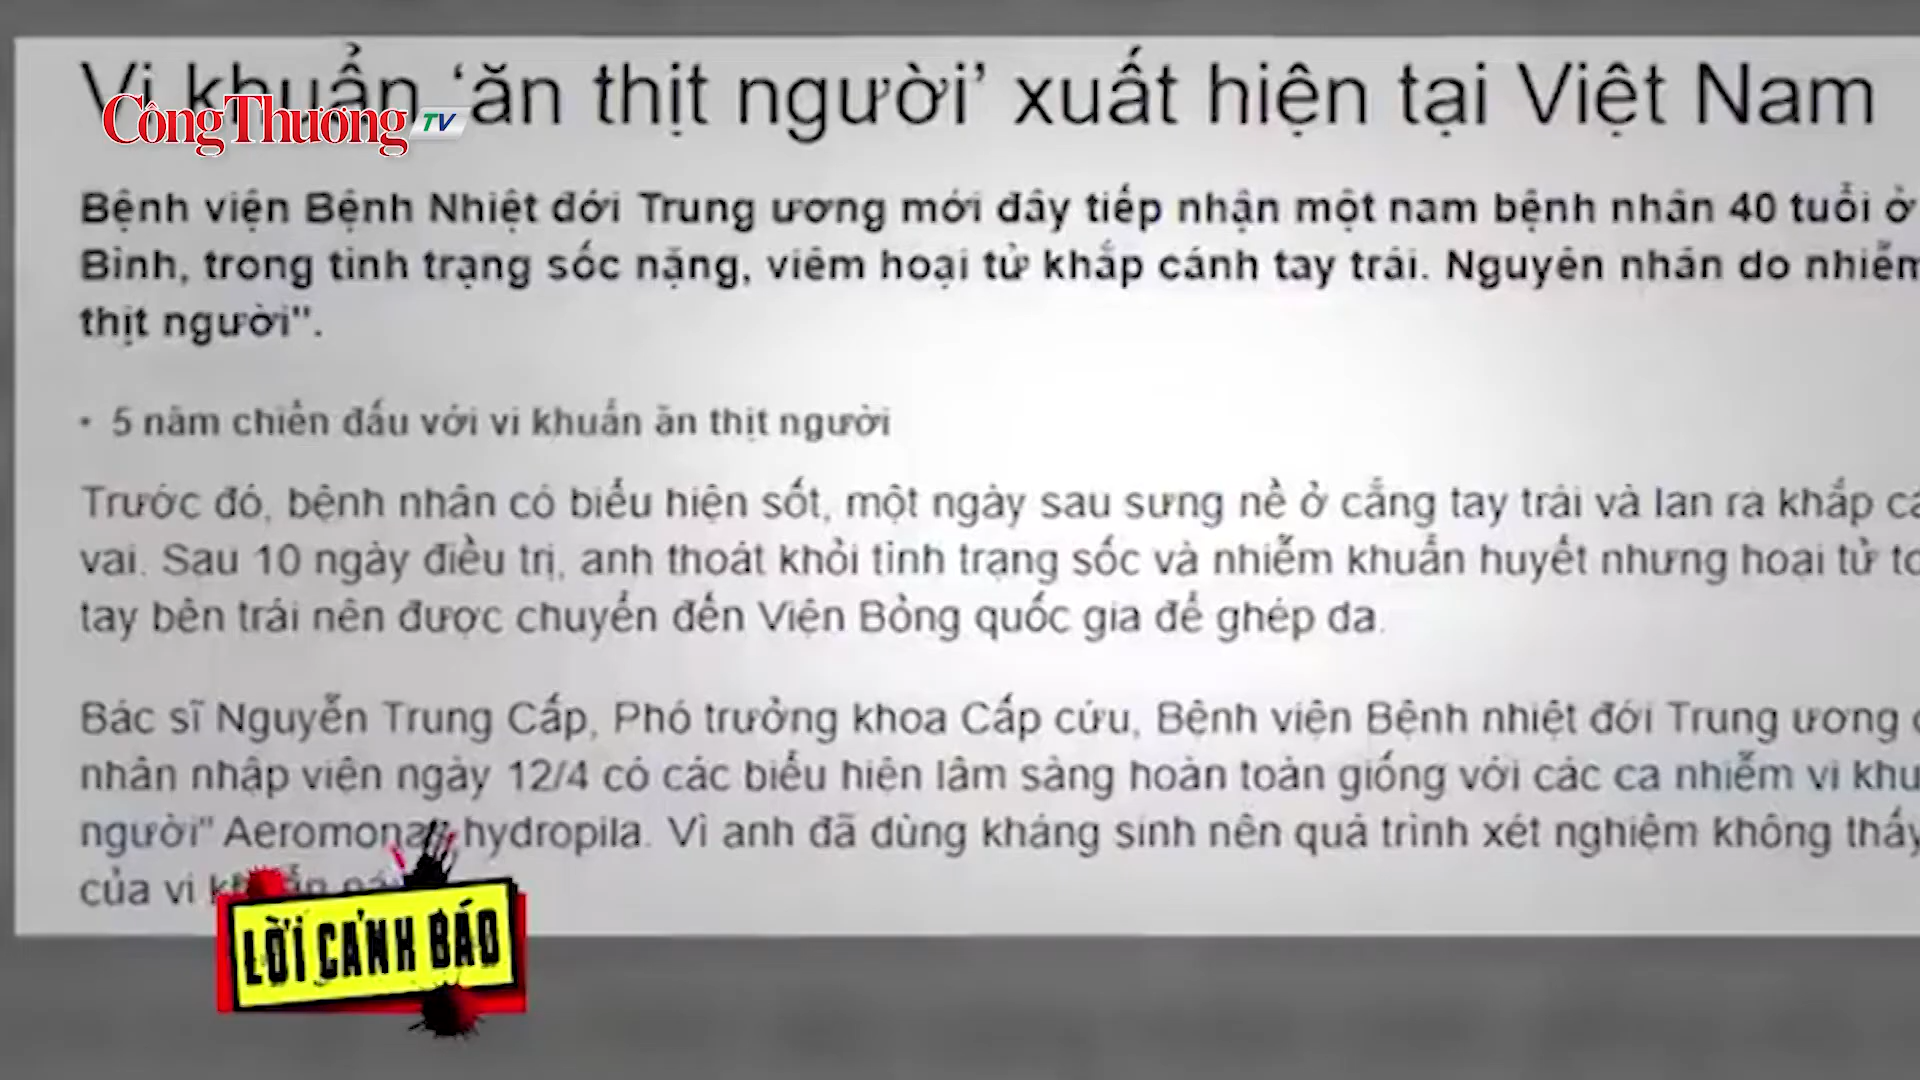 Vi khuẩn ‘ăn thịt người’ xuất hiện tại Việt Nam
CôngThương TV
Bệnh viện Bệnh Nhiệt đới Trung ương mới đây tiếp nhận một nam bệnh nhân 40 tuổi ở
Bình, trong tình trạng sốc nặng, viêm hoại tử khắp cánh tay trái. Nguyên nhân do nhiễm
thịt người".
• 5 năm chiến đấu với vi khuẩn ăn thịt người
Trước đó, bệnh nhân có biểu hiện sốt, một ngày sau sưng nề ở cẳng tay trái và lan ra khắp
vai. Sau 10 ngày điều trị, anh thoát khỏi tình trạng sốc và nhiễm khuẩn huyết nhưng hoại tử
tay bên trái nên được chuyển đến Viện Bỏng quốc gia để ghép da.
Bác sĩ Nguyễn Trung Cấp, Phó trưởng khoa Cấp cứu, Bệnh viện Bệnh nhiệt đới Trung ương
nhân nhập viện ngày 12/4 có các biểu hiện lâm sàng hoàn toàn giống với các ca nhiễm vi
người" Aeromonas hydropila. Vì anh đã dùng kháng sinh nên quá trình xét nghiệm không thấy
của vi
LỜI CẢNH BÁO